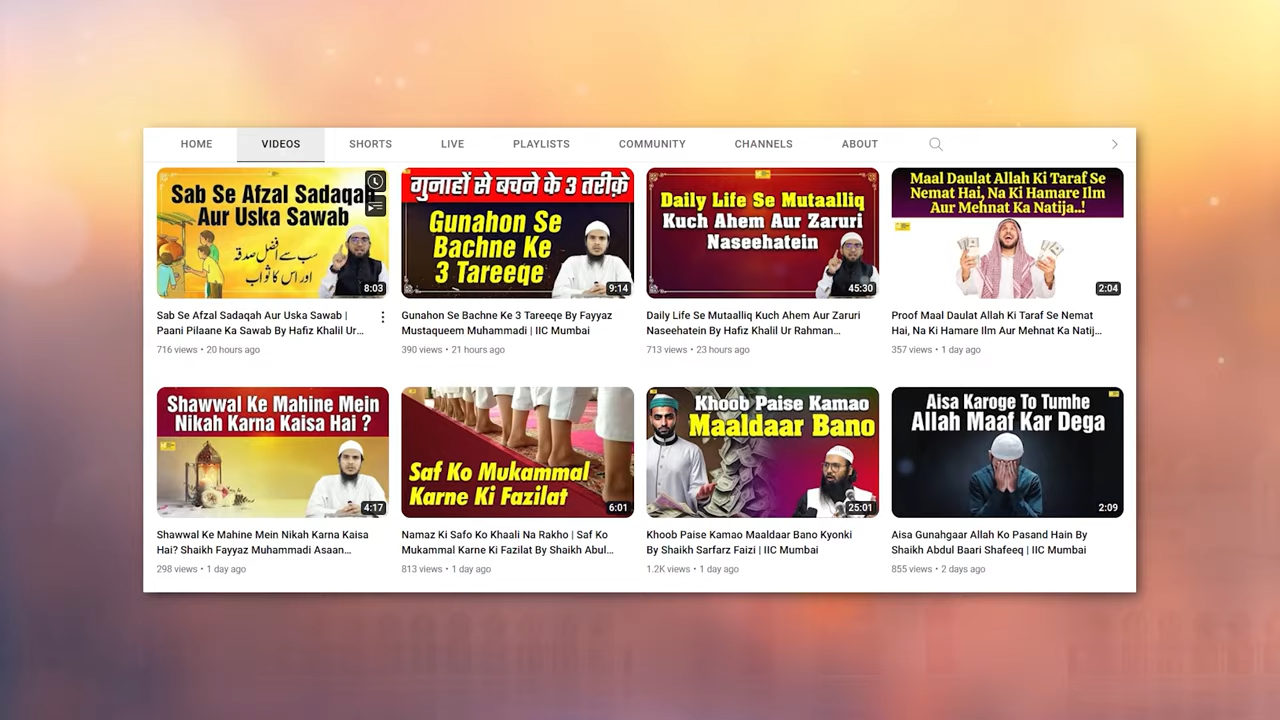 HOME VIDEOS SHORTS LIVE PLAYLISTS COMMUNITY CHANNELS ABOUT
Sab Se Afzal Sadaqah
Aur Uska Sawab
سب سے افضل صدقہ
اور اس کا ثواب
8:03
Sab Se Afzal Sadaqah Aur Uska Sawab |
Paani Pilaane Ka Sawab By Hafiz Khalil Ur...
716 views • 20 hours ago
गुनाहों से बचने के 3 तरीक़े
Gunahon Se
Bachne Ke
3 Tareeqe
9:14
Gunahon Se Bachne Ke 3 Tareeqe By Fayyaz
Mustaqueem Muhammadi | IIC Mumbai
390 views • 21 hours ago
Daily Life Se Mutaalliq
Kuch Ahem Aur Zaruri
Naseehatein
45:30
Daily Life Se Mutaalliq Kuch Ahem Aur Zaruri
Naseehatein By Hafiz Khalil Ur Rahman...
713 views • 23 hours ago
Maal Daulat Allah Ki Taraf Se
Nemat Hai, Na Ki Hamare Ilm
Aur Mehnat Ka Natija..!
2:04
Proof Maal Daulat Allah Ki Taraf Se Nemat
Hai, Na Ki Hamare Ilm Aur Mehnat Ka Natij...
357 views • 1 day ago
Shawwal Ke Mahine Mein
Nikah Karna Kaisa Hai ?
4:17
Shawwal Ke Mahine Mein Nikah Karna Kaisa
Hai? Shaikh Fayyaz Muhammadi Asaan...
298 views • 1 day ago
Saf Ko Mukammal
Karne Ki Fazilat
6:01
Namaz Ki Safo Ko Khaali Na Rakho | Saf Ko
Mukammal Karne Ki Fazilat By Shaikh Abul...
813 views • 1 day ago
Khoob Paise Kamao
Maaldaar Bano
25:01
Khoob Paise Kamao Maaldaar Bano Kyonki
By Shaikh Sarfarz Faizi | IIC Mumbai
1.2K views • 1 day ago
Aisa Karoge To Tumhe
Allah Maaf Kar Dega
2:09
Aisa Gunahgaar Allah Ko Pasand Hain By
Shaikh Abdul Baari Shafeeq | IIC Mumbai
855 views • 2 days ago